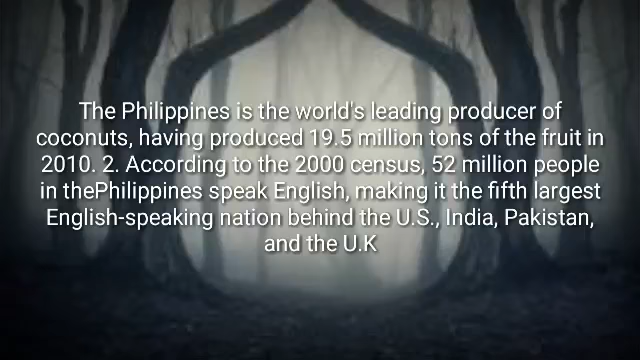 The Philippines is the world's leading producer of
coconuts, having produced 19.5 million tons of the fruit in
2010. 2. According to the 2000 census, 52 million people
in thePhilippines speak English, making it the fifth largest
English-speaking nation behind the U.S., India, Pakistan,
and the U.K